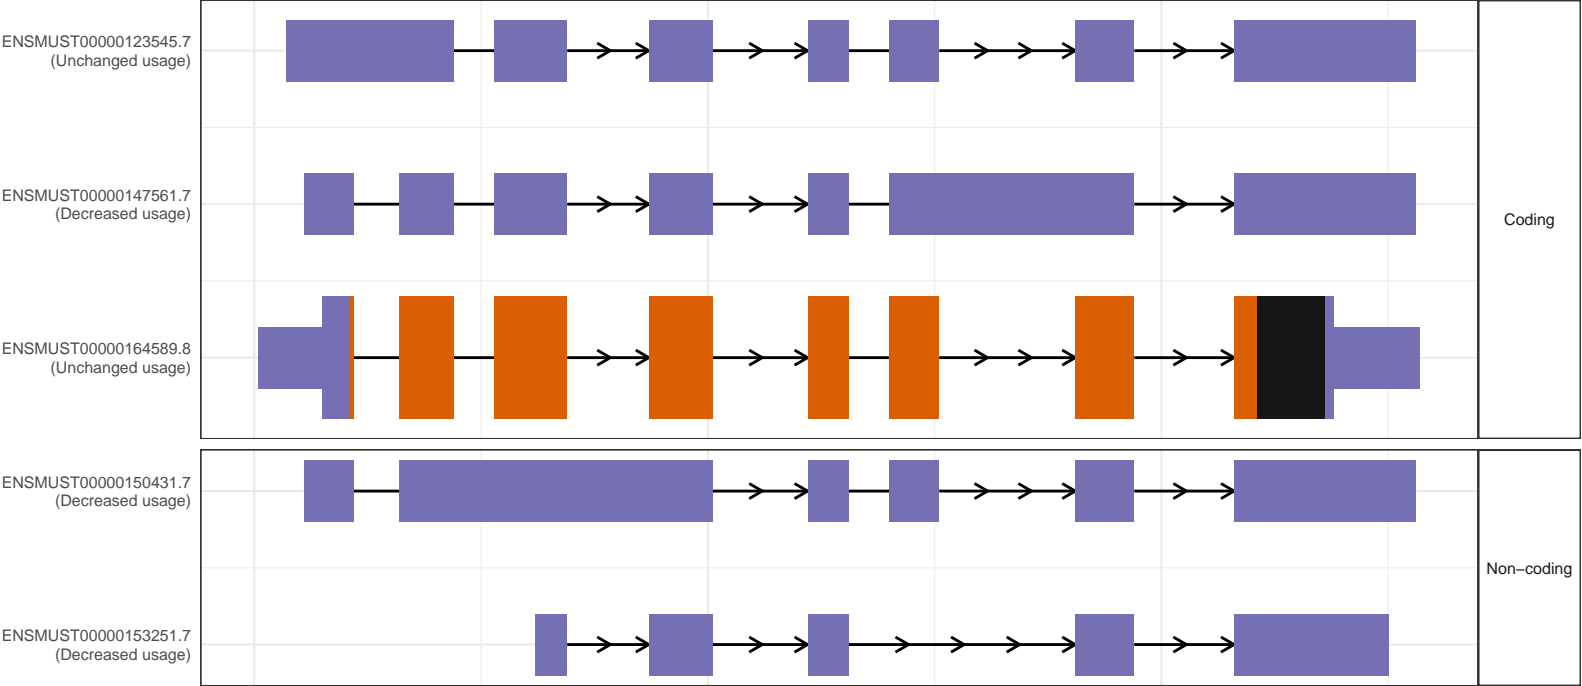 ENSMUST00000123545.7
(Unchanged usage)
ENSMUST00000147561.7
(Decreased usage)
ENSMUST00000164589.8
(Unchanged usage)
Coding
ENSMUST00000150431.7
(Decreased usage)
ENSMUST00000153251.7
(Decreased usage)
Non−coding